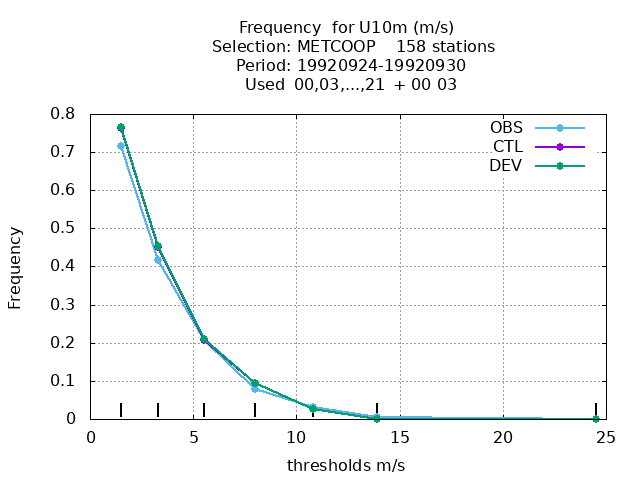 Frequency  for U10m (m/s)
Selection: METCOOP    158 stations
Period: 19920924-19920930
Used  00,03,...,21  + 00 03
OBS
CTL
DEV
0.8
0.7
0.6
0.5
0.4
0.3
0.2
0.1
0
Frequency
0 5 10 15 20 25
thresholds m/s